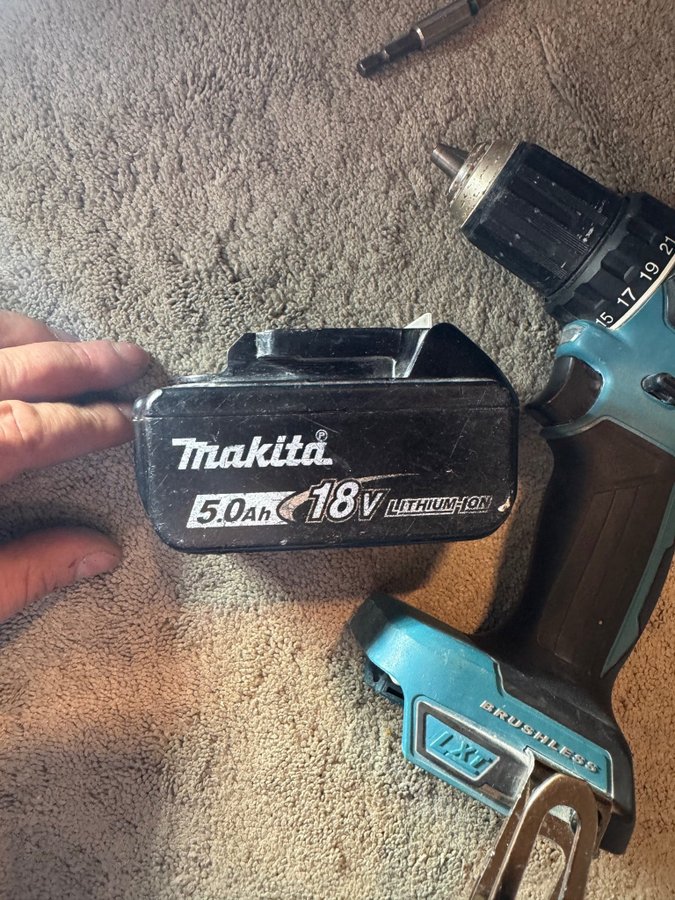 15 17 19 21
makita
5.0Ah 18V LITHIUM-ION
BRUSHLESS
LXT